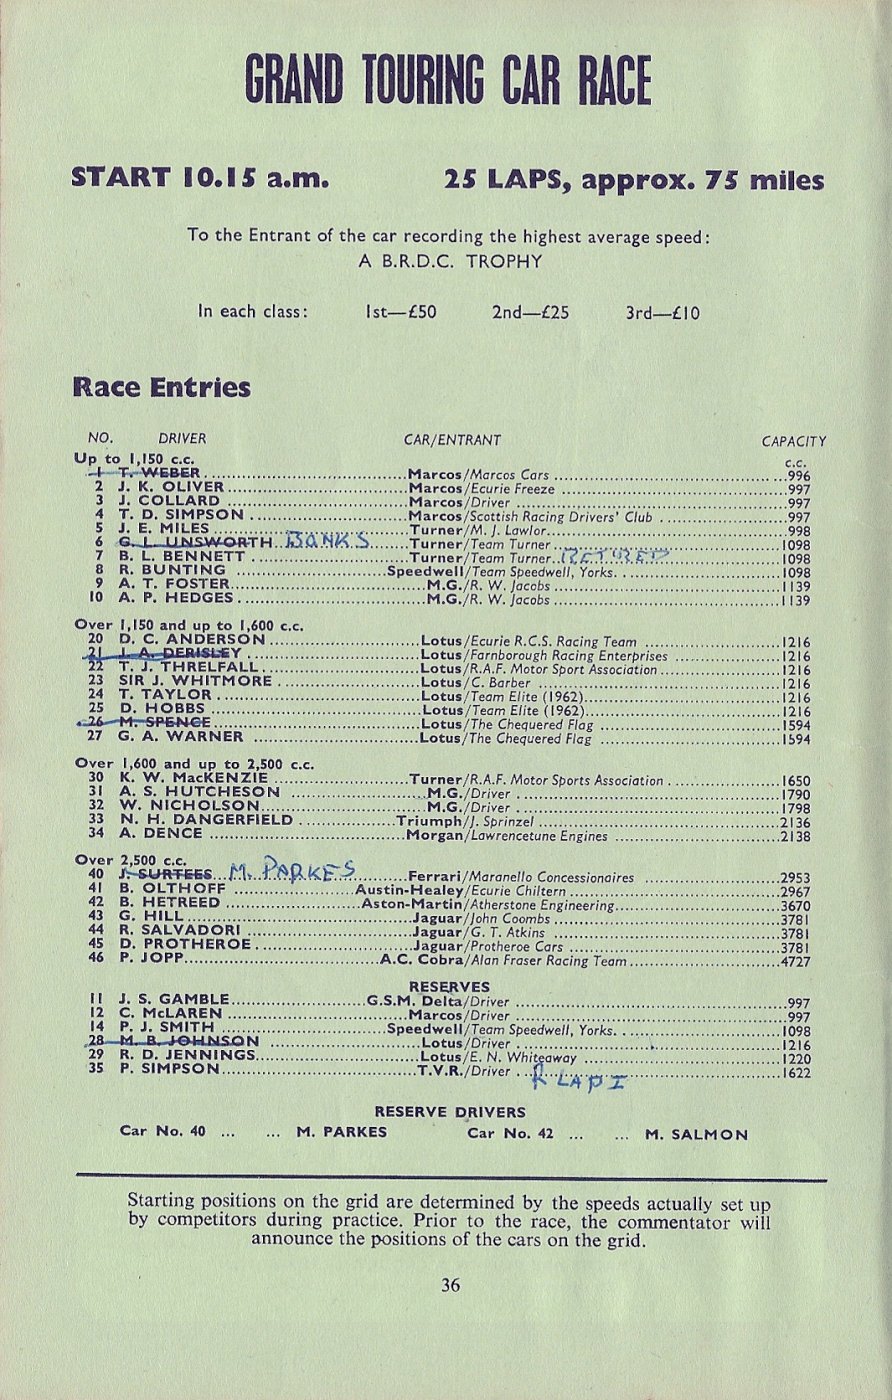 GRAND TOURING CAR RACE
START 10.15 a.m. 25 LAPS, approx. 75 miles
To the Entrant of the car recording the highest average speed:
A B.R.D.C. TROPHY
In each class: 1st—£50 2nd—£25 3rd—£10
Race Entries
NO. DRIVER CAR/ENTRANT CAPACITY
Up to 1,150 c.c. c.c.
1 T. WEBER Marcos/Marcos Cars 996
2 J. K. OLIVER Marcos/Ecurie Freeze 997
3 J. COLLARD Marcos/Driver 997
4 T. D. SIMPSON Marcos/Scottish Racing Drivers' Club 997
5 J. E. MILES Turner/M. J. Lawlor 998
6 G. L. UNSWORTH BANKS Turner/Team Turner 1098
7 B. L. BENNETT Turner/Team Turner RETIRED 1098
8 R. BUNTING Speedwell/Team Speedwell, Yorks. 1098
9 A. T. FOSTER M.G./R. W. Jacobs 1139
10 A. P. HEDGES M.G./R. W. Jacobs 1139
Over 1,150 and up to 1,600 c.c.
20 D. C. ANDERSON Lotus/Ecurie R.C.S. Racing Team 1216
21 J. A. DERISLEY Lotus/Farnborough Racing Enterprises 1216
22 T. J. THRELFALL Lotus/R.A.F. Motor Sport Association 1216
23 SIR J. WHITMORE Lotus/C. Barber 1216
24 T. TAYLOR Lotus/Team Elite (1962) 1216
25 D. HOBBS Lotus/Team Elite (1962) 1216
26 M. SPENCE Lotus/The Chequered Flag 1594
27 G. A. WARNER Lotus/The Chequered Flag 1594
Over 1,600 and up to 2,500 c.c.
30 K. W. MacKENZIE Turner/R.A.F. Motor Sports Association 1650
31 A. S. HUTCHESON M.G./Driver 1790
32 W. NICHOLSON M.G./Driver 1798
33 N. H. DANGERFIELD Triumph/J. Sprinzel 2136
34 A. DENCE Morgan/Lawrencetune Engines 2138
Over 2,500 c.c.
40 J. SURTEES M. PARKES Ferrari/Maranello Concessionaires 2953
41 B. OLTHOFF Austin-Healey/Ecurie Chiltern 2967
42 B. HETREED Aston-Martin/Atherstone Engineering 3670
43 G. HILL Jaguar/John Coombs 3781
44 R. SALVADORI Jaguar/G. T. Atkins 3781
45 D. PROTHEROE Jaguar/Protheroe Cars 3781
46 P. JOPP A.C. Cobra/Alan Fraser Racing Team 4727
RESERVES
11 J. S. GAMBLE G.S.M. Delta/Driver 997
12 C. McLAREN Marcos/Driver 997
14 P. J. SMITH Speedwell/Team Speedwell, Yorks. 1098
28 M. B. JOHNSON Lotus/Driver 1216
29 R. D. JENNINGS Lotus/E. N. Whiteaway 1220
35 P. SIMPSON T.V.R./Driver 1622
R LAP I
RESERVE DRIVERS
Car No. 40 ... ... M. PARKES Car No. 42 ... ... M. SALMON
Starting positions on the grid are determined by the speeds actually set up
by competitors during practice. Prior to the race, the commentator will
announce the positions of the cars on the grid.
36